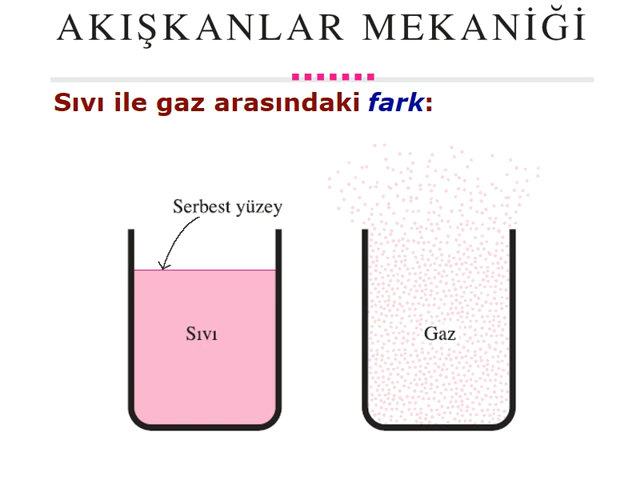 AKIŞKANLAR MEKANİĞİ
Sıvı ile gaz arasındaki fark:
Serbest yüzey
Sıvı
Gaz